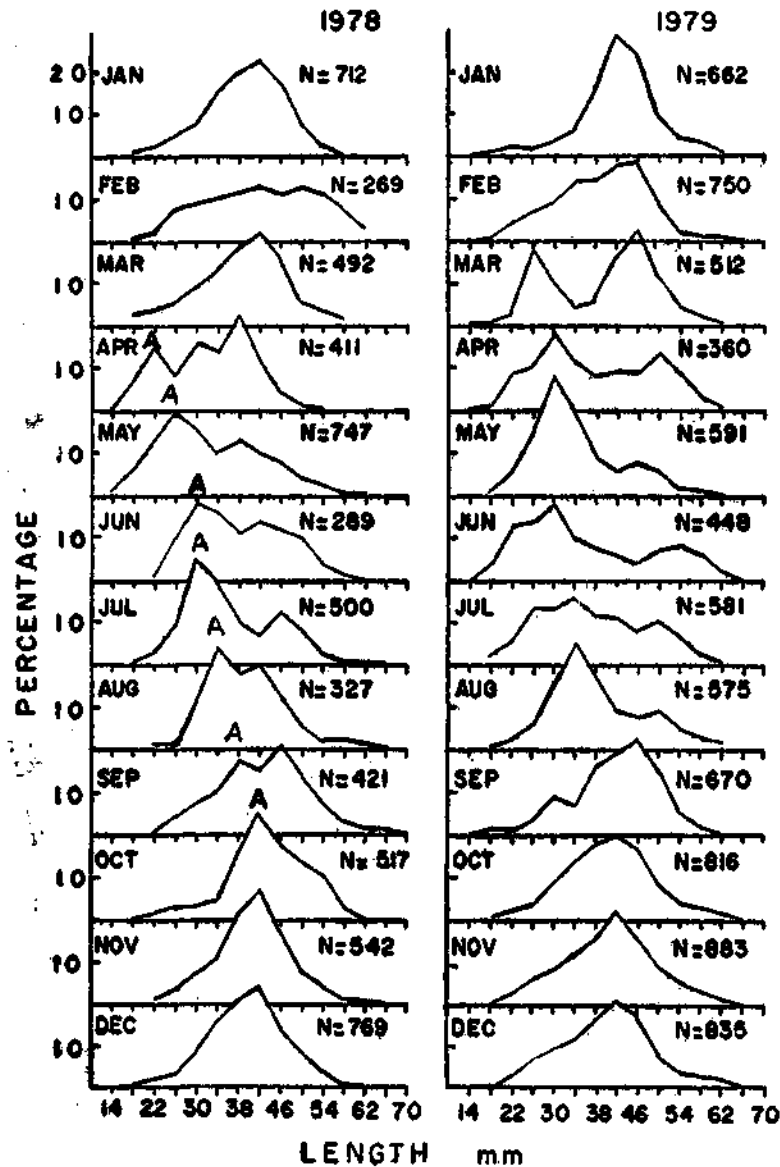 1978
1979
PERCENTAGE
20
10
JAN
N=712
JAN
N=662
10
FEB
N=269
FEB
N=750
10
MAR
N=492
MAR
N=512
10
APR
A
A
N=411
APR
N=360
10
MAY
N=747
A
MAY
N=591
10
JUN
A
N=289
JUN
N=448
10
JUL
A
N=500
JUL
N=581
10
AUG
A
N=327
AUG
N=575
10
SEP
A
N=421
SEP
N=670
10
OCT
N=517
OCT
N=816
10
NOV
N=542
NOV
N=883
10
DEC
N=769
DEC
N=835
14 22 30 38 46 54 62 70
14 22 30 38 46 54 62 70
LENGTH mm